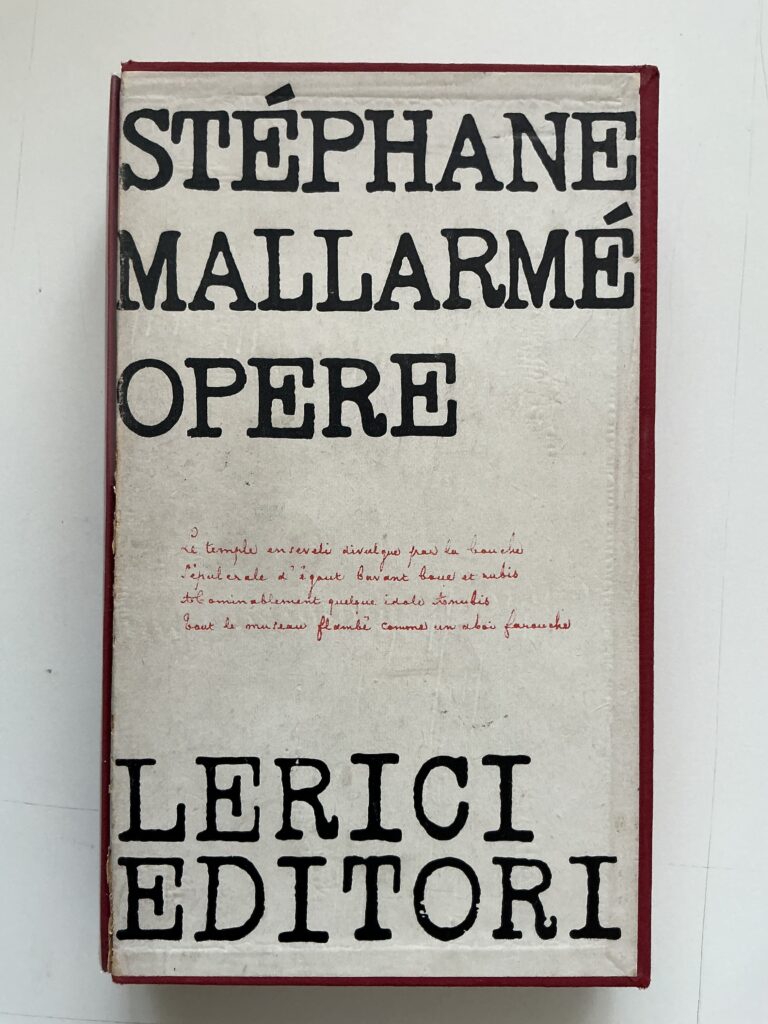 STÉPHANE
MALLARMÉ
OPERE
Le temple enseveli divulgue par la bouche
Sépulcrale d'égout bavant boue et rubis
Abominablement quelque idole Anubis
Tout le museau flambé comme un aboi farouche
LERICI
EDITORI